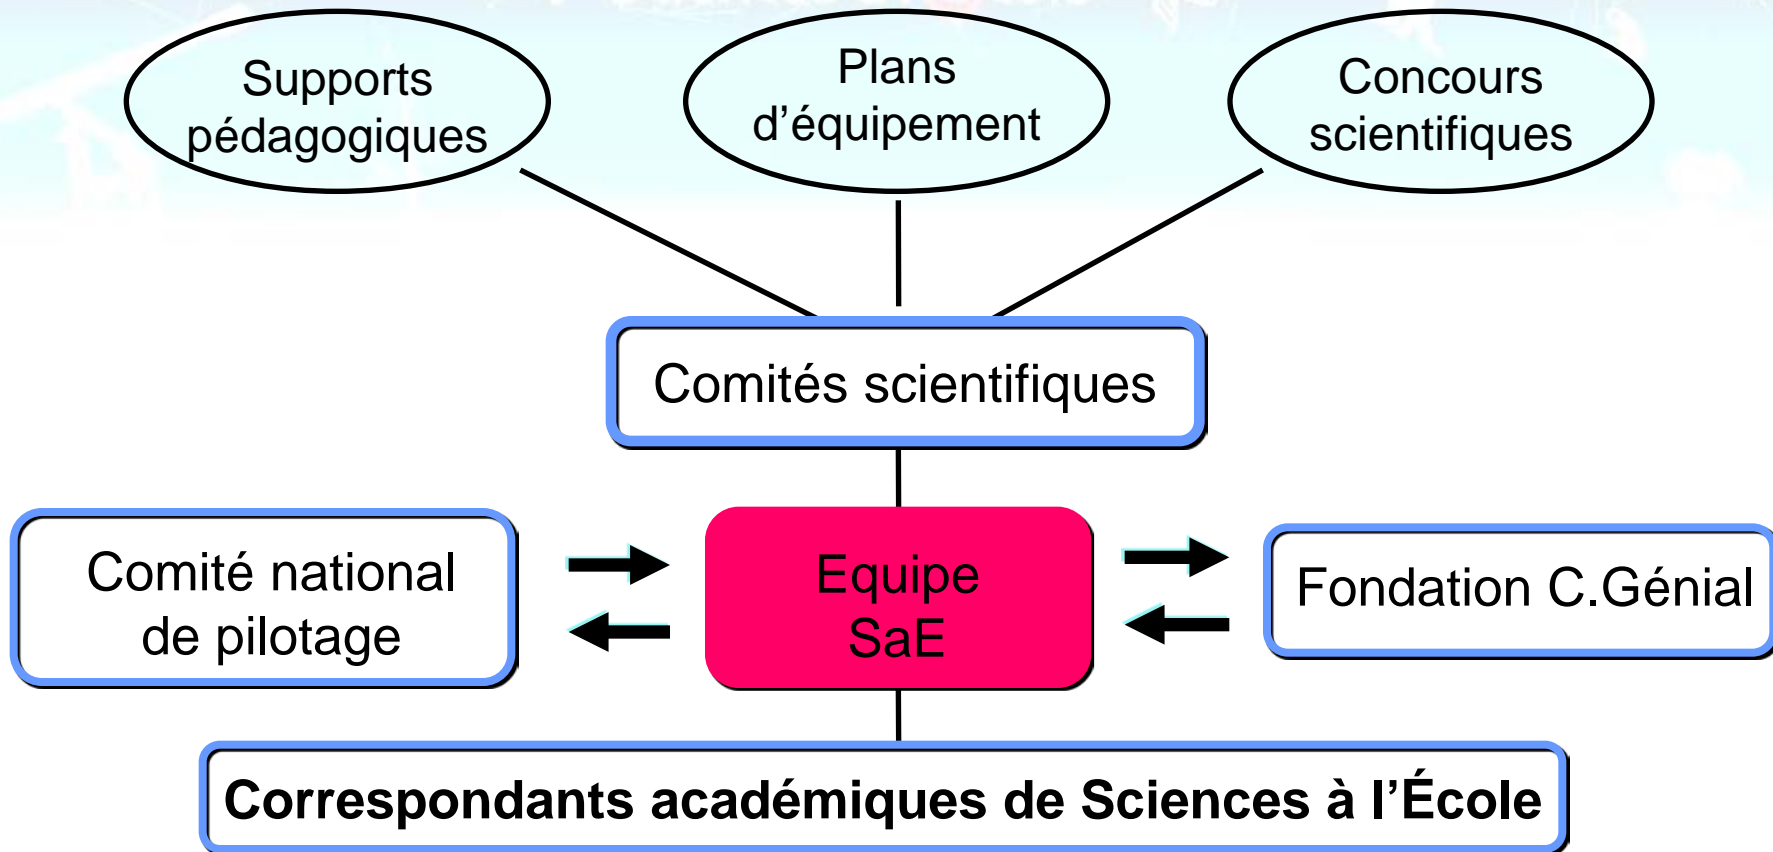 Supports
pédagogiques
Plans
d’équipement
Concours
scientifiques
Comités scientifiques
Comité national
de pilotage
Equipe
SaE
Fondation C.Génial
Correspondants académiques de Sciences à l’École